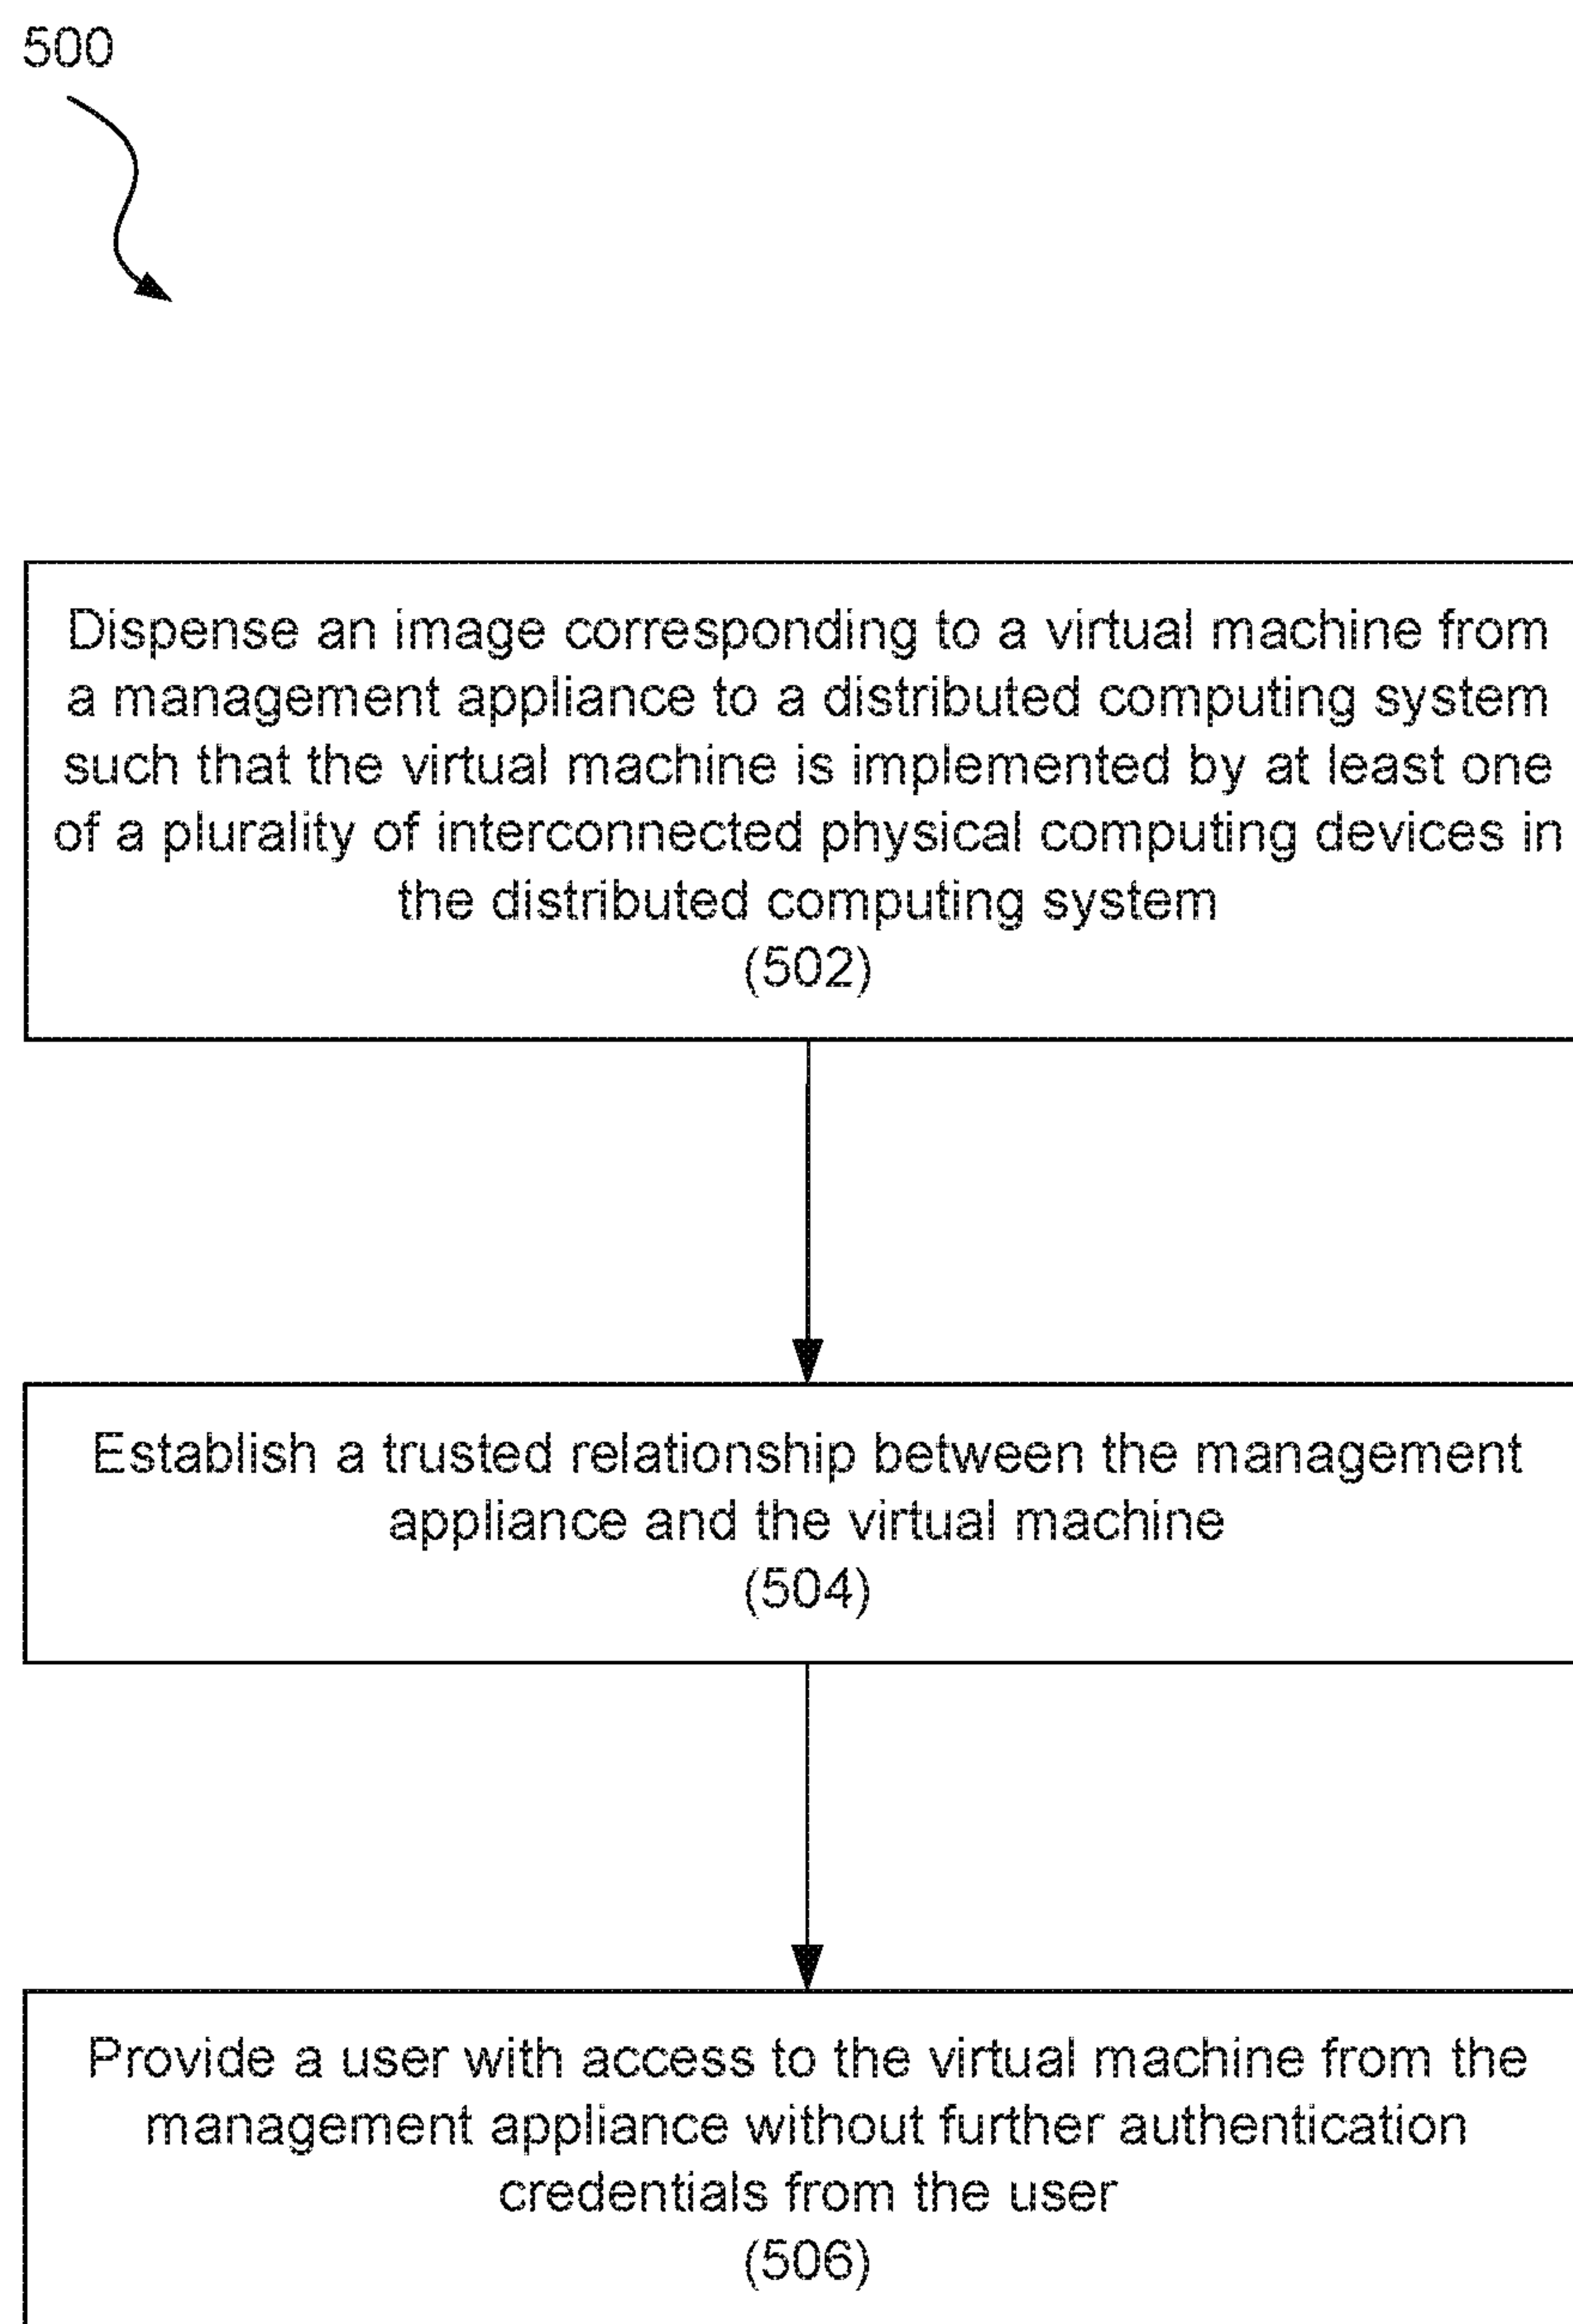 500
Dispense an image corresponding to a virtual machine from
a management appliance to a distributed computing system
such that the virtual machine is implemented by at least one
of a plurality of interconnected physical computing devices in
the distributed computing system
(502)
Establish a trusted relationship between the management
appliance and the virtual machine
(504)
Provide a user with access to the virtual machine from the
management appliance without further authentication
credentials from the user
(506)